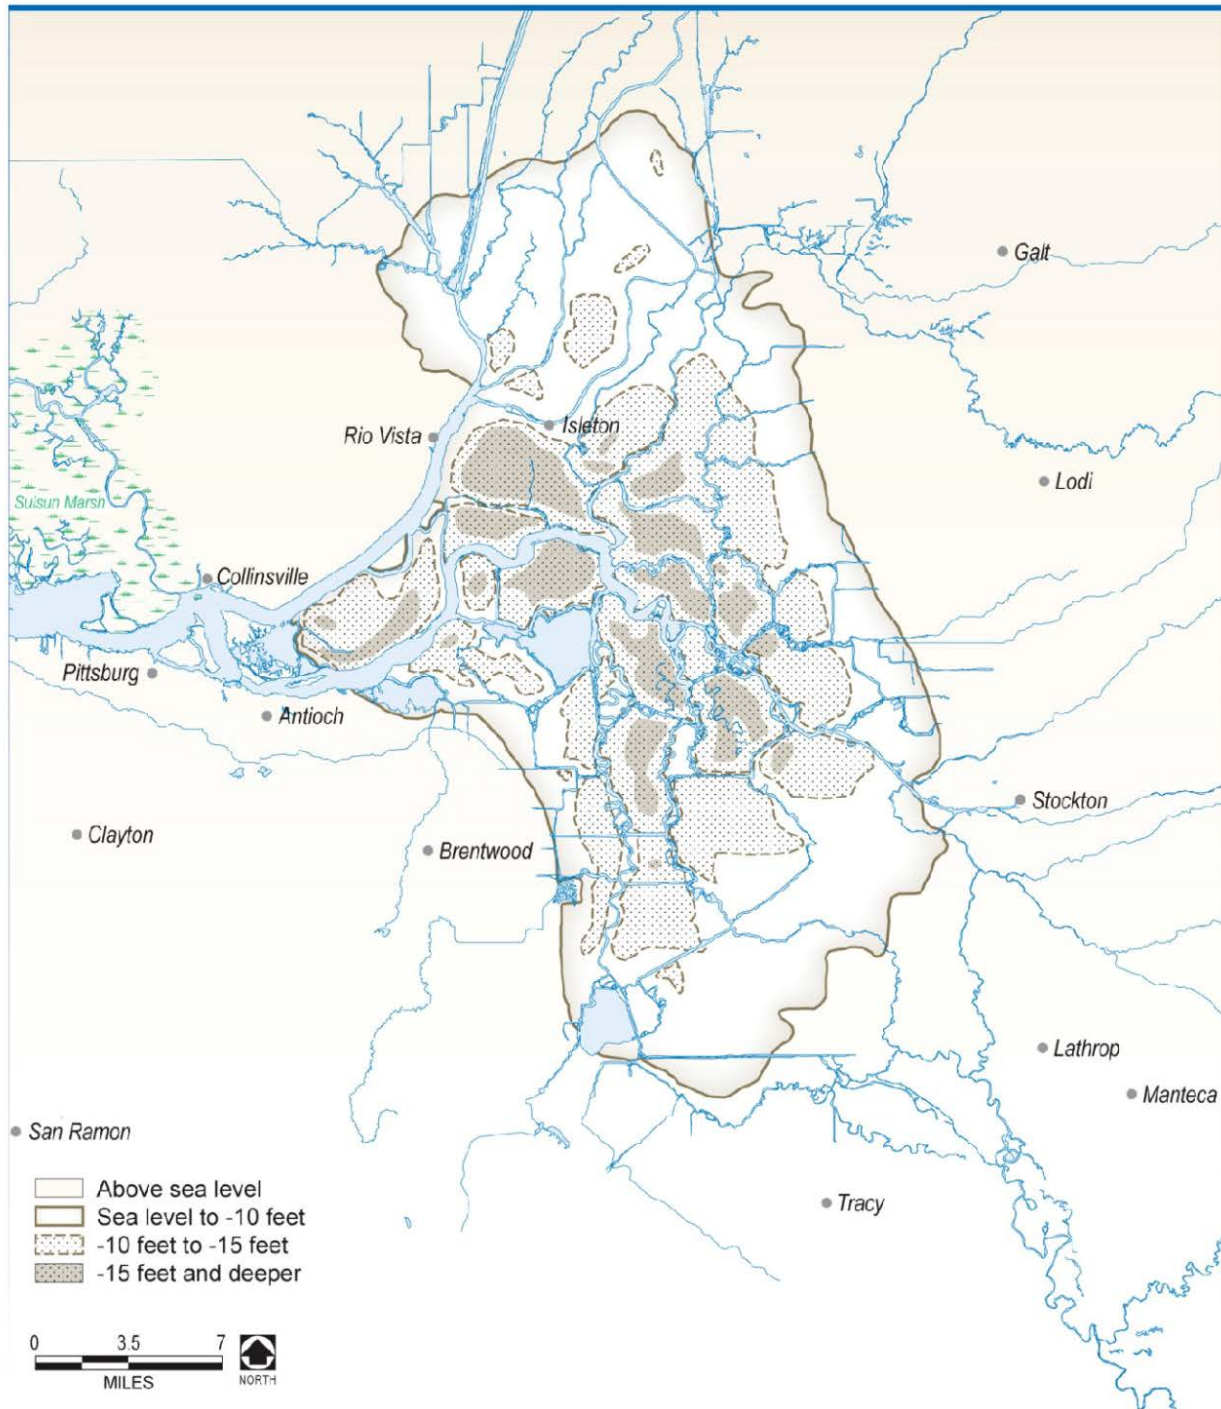 Galt
Rio Vista
Isleton
Lodi
Suisun Marsh
Collinsville
Pittsburg
Antioch
Stockton
Clayton
Brentwood
Lathrop
Manteca
San Ramon
Above sea level
Sea level to -10 feet
-10 feet to -15 feet
-15 feet and deeper
Tracy
0 3.5 7
MILES
NORTH